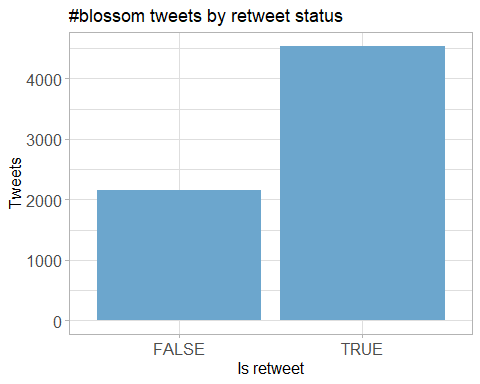 #blossom tweets by retweet status
4000
3000
2000
1000
0
Tweets
FALSE TRUE
Is retweet